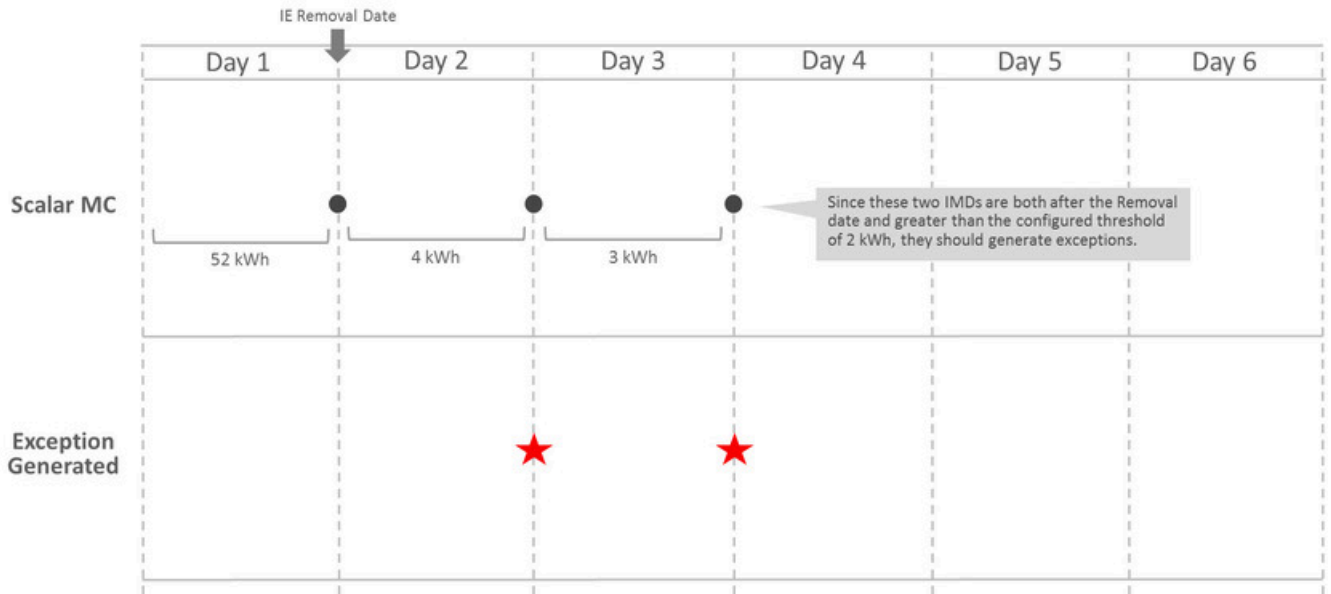 IE Removal Date
Day 1 Day 2 Day 3 Day 4 Day 5 Day 6
Scalar MC
Since these two IMDs are both after the Removal
date and greater than the configured threshold
of 2 kWh, they should generate exceptions.
52 kWh 4 kWh 3 kWh
Exception
Generated